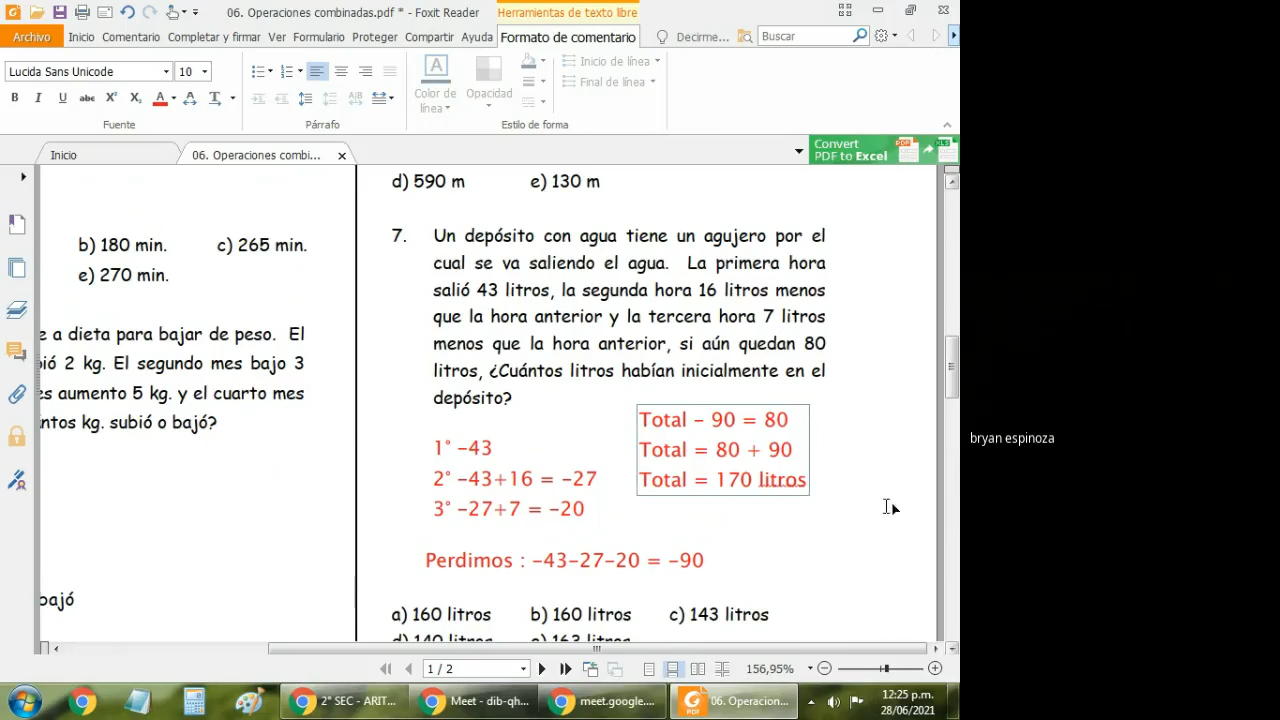 06. Operaciones combinadas.pdf * - Foxit Reader
Herramientas de texto libre
Archivo Inicio Comentario Completar y firmar Ver Formulario Proteger Compartir Ayuda Formato de comentario Decirme... Buscar
Lucida Sans Unicode 10
Color de línea
Opacidad
Inicio de línea
Final de línea
Fuente Párrafo Estilo de forma
Inicio
06. Operaciones combi...
Convert
PDF to Excel
b) 180 min. c) 265 min.
e) 270 min.
e a dieta para bajar de peso. El
ió 2 kg. El segundo mes bajo 3
es aumento 5 kg. y el cuarto mes
ntos kg. subió o bajó?
bajó
d) 590 m e) 130 m
7. Un depósito con agua tiene un agujero por el
cual se va saliendo el agua. La primera hora
salió 43 litros, la segunda hora 16 litros menos
que la hora anterior y la tercera hora 7 litros
menos que la hora anterior, si aún quedan 80
litros, ¿Cuántos litros habían inicialmente en el
depósito?
Total - 90 = 80
Total = 80 + 90
Total = 170 litros
1° -43
2° -43+16 = -27
3° -27+7 = -20
Perdimos : -43-27-20 = -90
a) 160 litros b) 160 litros c) 143 litros
d) 140 litros e) 163 litros
bryan espinoza
1 / 2
156,95%
2° SEC - ARIT...
Meet - dib-qh...
meet.google....
06. Operacion...
12:25 p.m.
28/06/2021